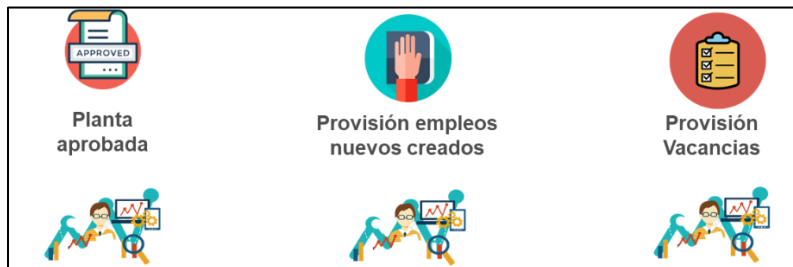 APPROVED
Planta
aprobada
Provisión empleos
nuevos creados
Provisión
Vacancias